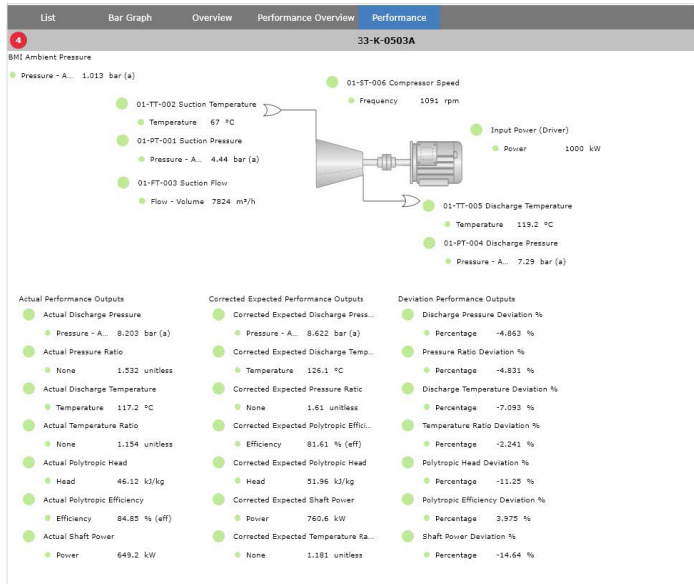 List Bar Graph Overview Performance Overview Performance
4 33-K-0503A
BMI Ambient Pressure
Pressure - A... 1.013 bar (a)
01-ST-006 Compressor Speed
Frequency 1091 rpm
01-TT-002 Suction Temperature
Temperature 67 °C
01-PT-001 Suction Pressure
Pressure - A... 4.44 bar (a)
01-FT-003 Suction Flow
Flow - Volume 7824 m³/h
Input Power (Driver)
Power 1000 kW
01-TT-005 Discharge Temperature
Temperature 119.2 °C
01-PT-004 Discharge Pressure
Pressure - A... 7.29 bar (a)
Actual Performance Outputs
Actual Discharge Pressure
Pressure - A... 8.203 bar (a)
Actual Pressure Ratio
None 1.532 unitless
Actual Discharge Temperature
Temperature 117.2 °C
Actual Temperature Ratio
None 1.154 unitless
Actual Polytropic Head
Head 46.12 kJ/kg
Actual Polytropic Efficiency
Efficiency 84.85 % (eff)
Actual Shaft Power
Power 649.2 kW
Corrected Expected Performance Outputs
Corrected Expected Discharge Press...
Pressure - A... 8.622 bar (a)
Corrected Expected Discharge Temp...
Temperature 126.1 °C
Corrected Expected Pressure Ratio
None 1.61 unitless
Corrected Expected Polytropic Effici...
Efficiency 81.61 % (eff)
Corrected Expected Polytropic Head
Head 51.96 kJ/kg
Corrected Expected Shaft Power
Power 760.6 kW
Corrected Expected Temperature Ra...
None 1.181 unitless
Deviation Performance Outputs
Discharge Pressure Deviation %
Percentage -4.863 %
Pressure Ratio Deviation %
Percentage -4.831 %
Discharge Temperature Deviation %
Percentage -7.093 %
Temperature Ratio Deviation %
Percentage -2.241 %
Polytropic Head Deviation %
Percentage -11.25 %
Polytropic Efficiency Deviation %
Percentage 3.975 %
Shaft Power Deviation %
Percentage -14.64 %